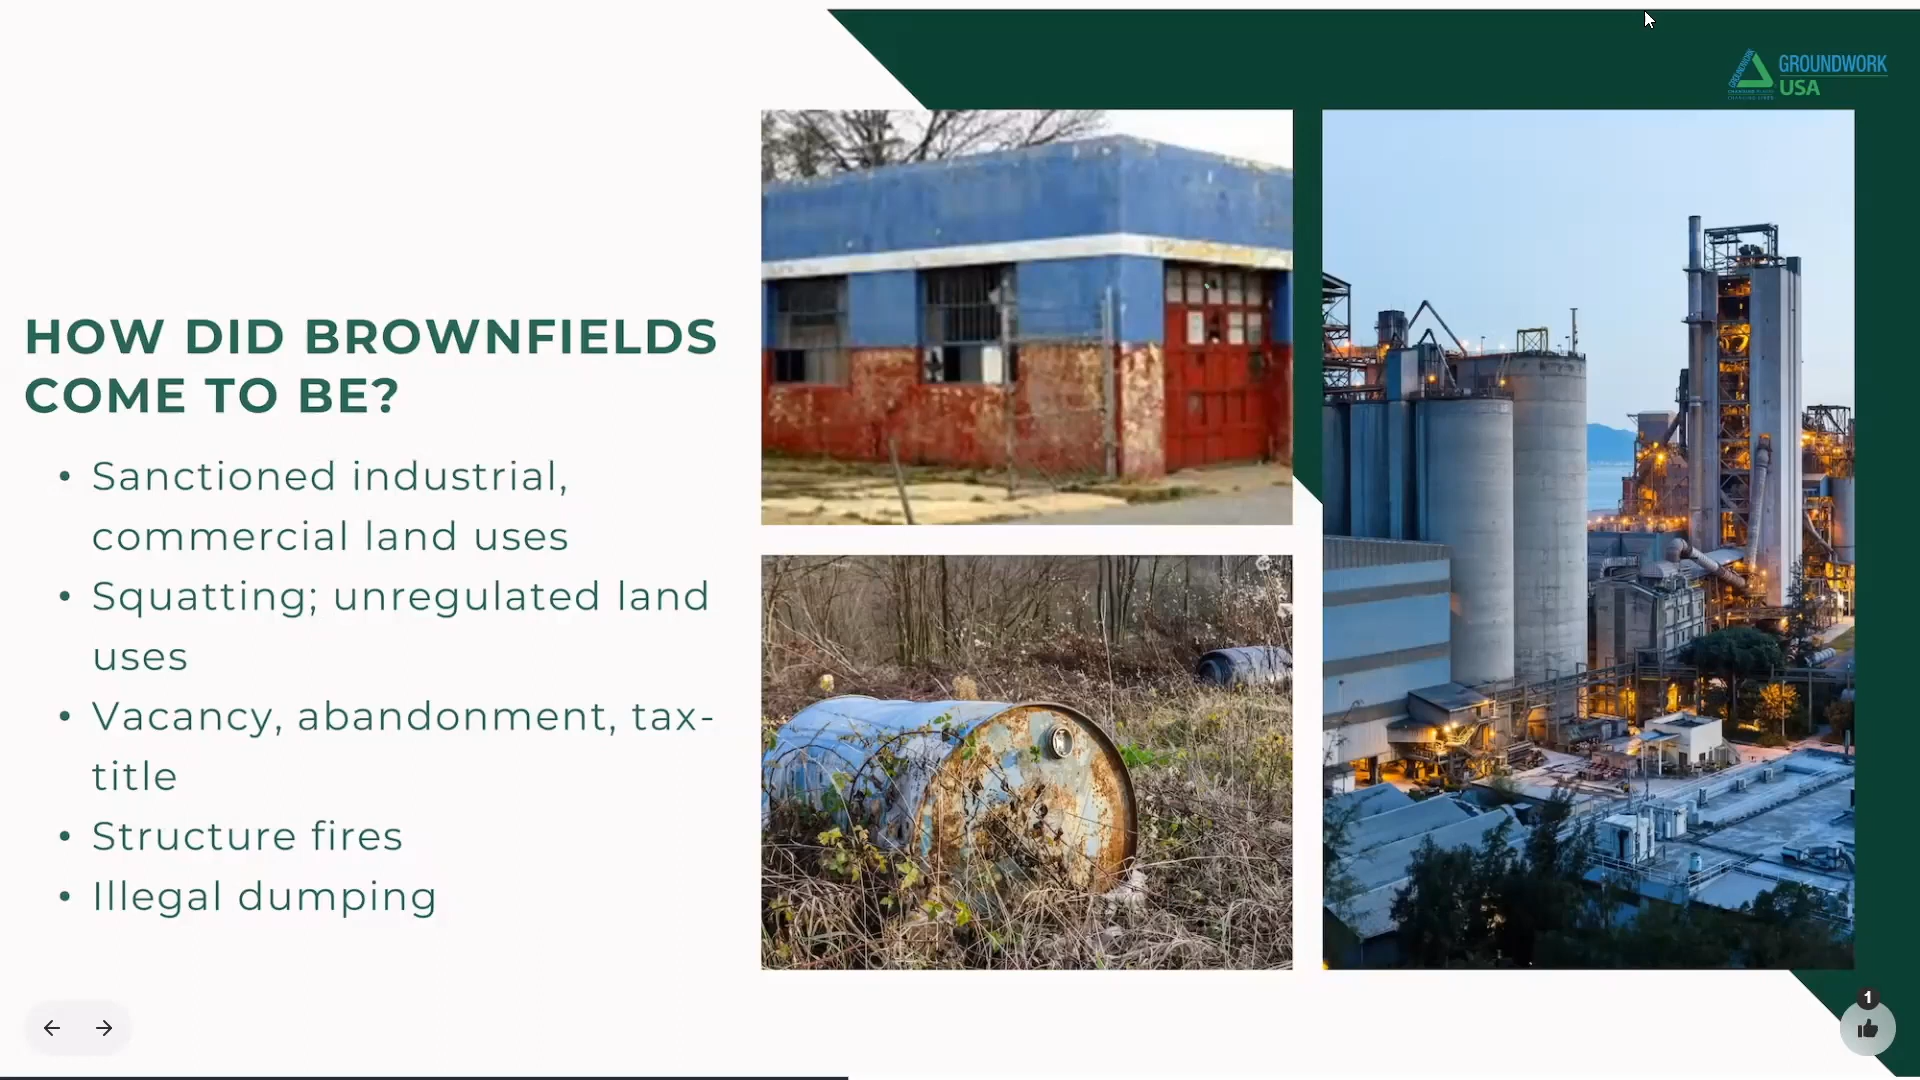 GROUNDWORK
USA
HOW DID BROWNFIELDS
COME TO BE?
• Sanctioned industrial,
commercial land uses
• Squatting; unregulated land
uses
• Vacancy, abandonment, tax-
title
• Structure fires
• Illegal dumping
1